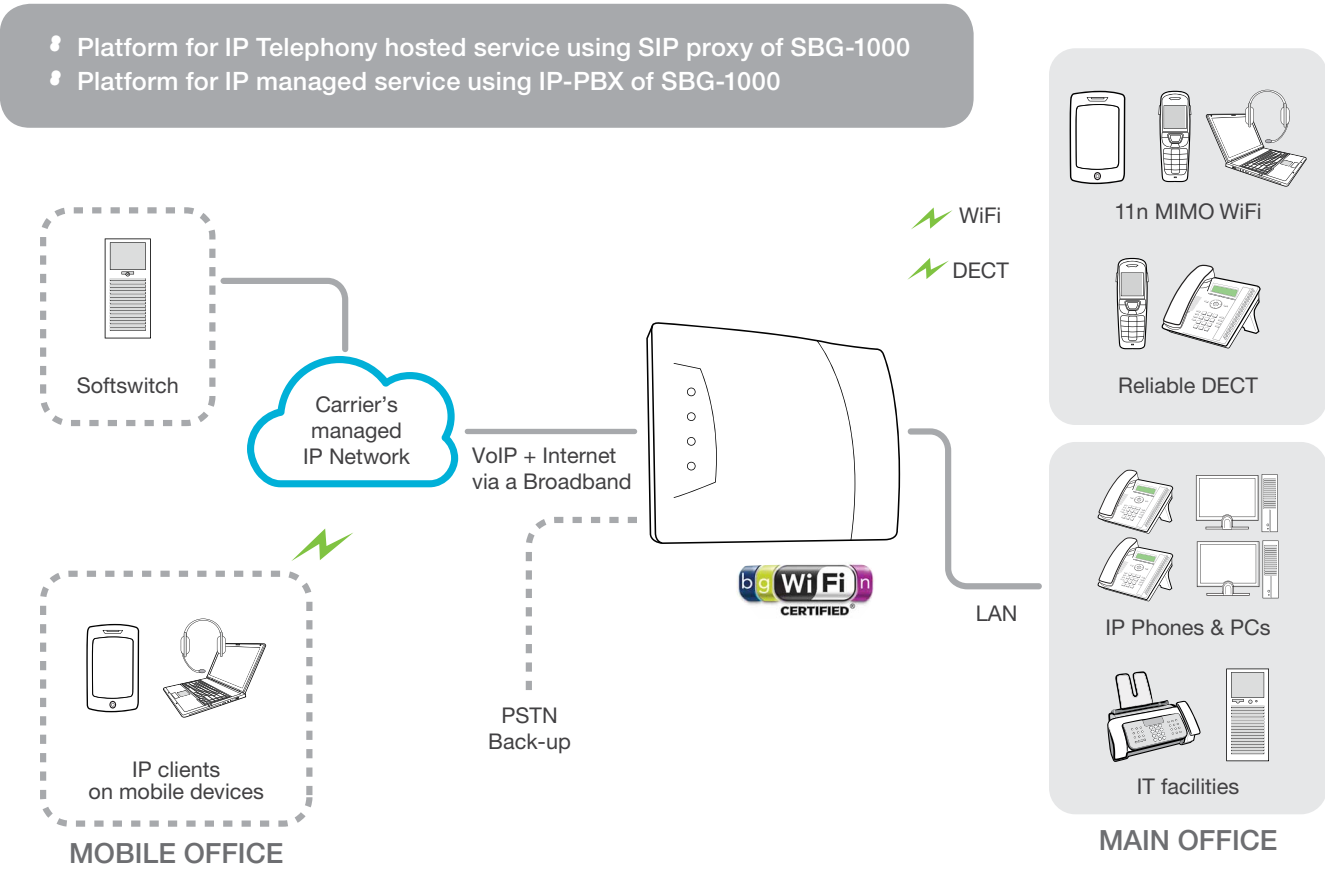 Platform for IP Telephony hosted service using SIP proxy of SBG-1000
Platform for IP managed service using IP-PBX of SBG-1000
WiFi
DECT
11n MIMO WiFi
Reliable DECT
Softswitch
Carrier's
managed
IP Network
VoIP + Internet
via a Broadband
b g Wi Fi n
CERTIFIED®
LAN
IP Phones & PCs
IT facilities
MAIN OFFICE
PSTN
Back-up
IP clients
on mobile devices
MOBILE OFFICE